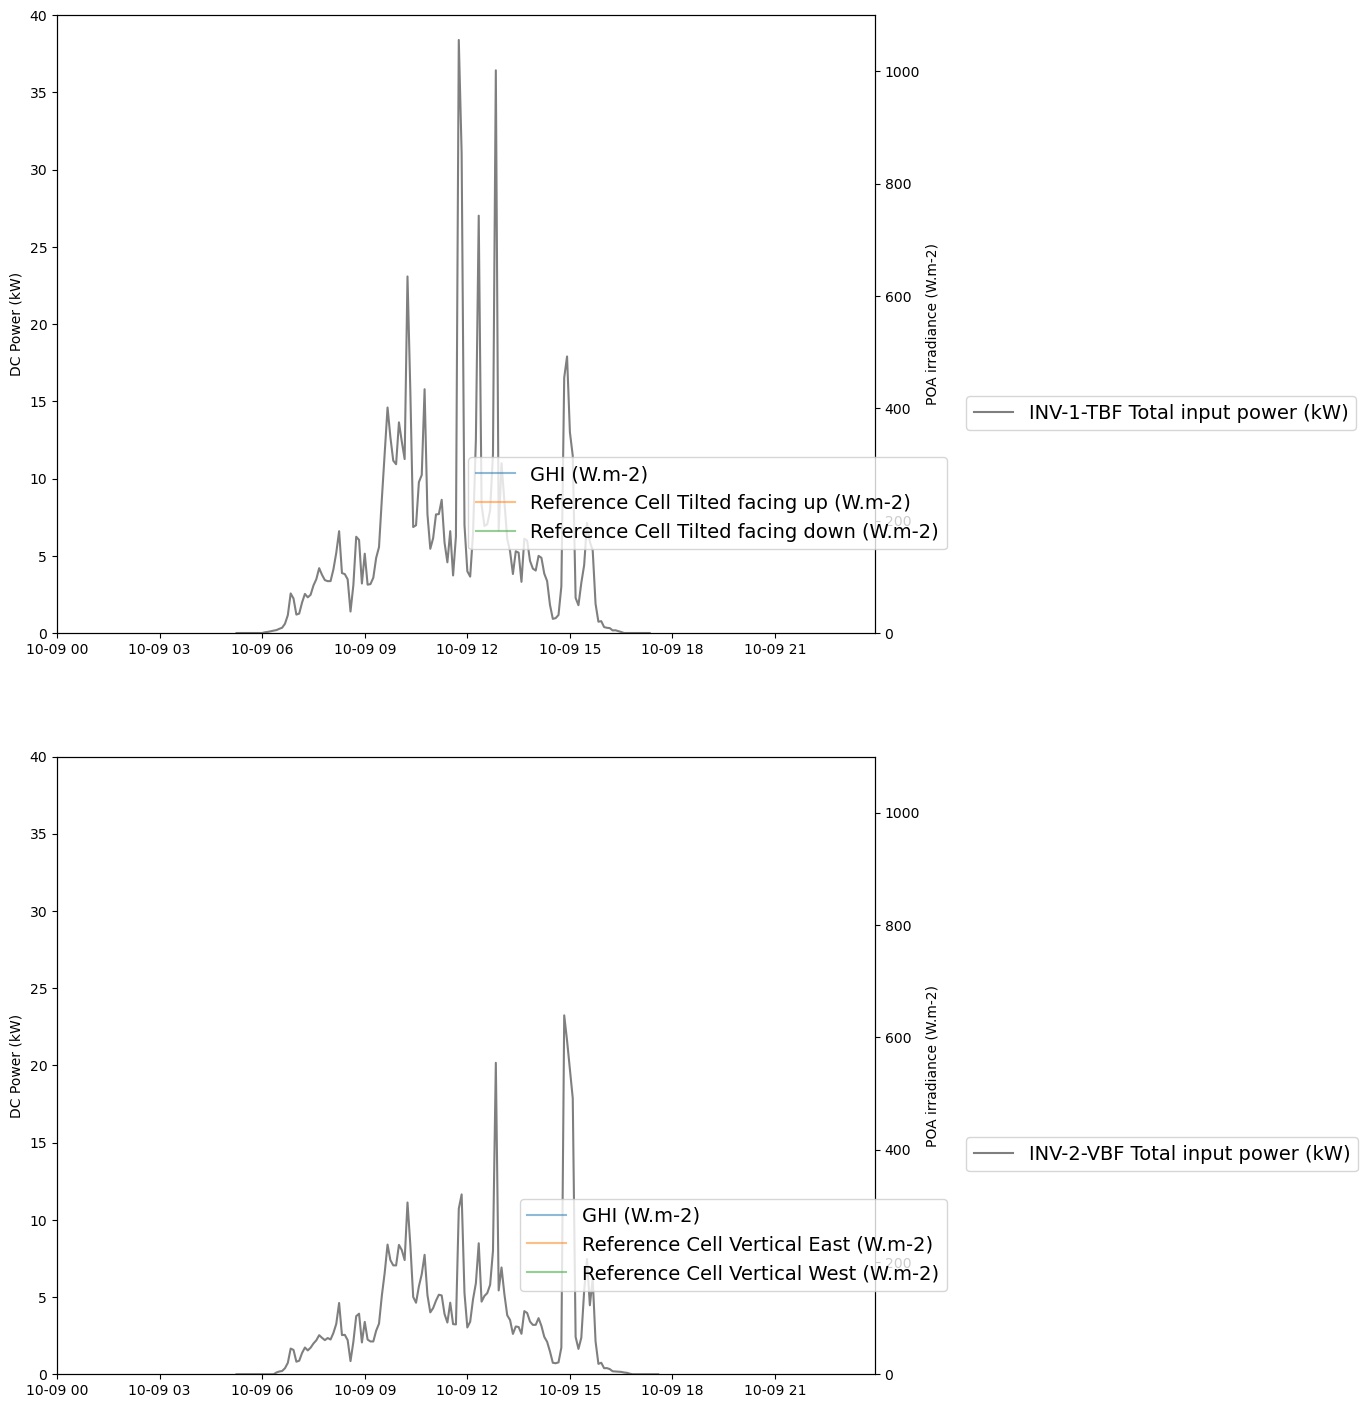 40
35
30
25
20
15
10
5
0
DC Power (kW)
1000
800
600
400
200
0
POA irradiance (W.m-2)
INV-1-TBF Total input power (kW)
GHI (W.m-2)
Reference Cell Tilted facing up (W.m-2)
Reference Cell Tilted facing down (W.m-2)
10-09 00 10-09 03 10-09 06 10-09 09 10-09 12 10-09 15 10-09 18 10-09 21
40
35
30
25
20
15
10
5
0
DC Power (kW)
1000
800
600
400
200
0
POA irradiance (W.m-2)
INV-2-VBF Total input power (kW)
GHI (W.m-2)
Reference Cell Vertical East (W.m-2)
Reference Cell Vertical West (W.m-2)
10-09 00 10-09 03 10-09 06 10-09 09 10-09 12 10-09 15 10-09 18 10-09 21